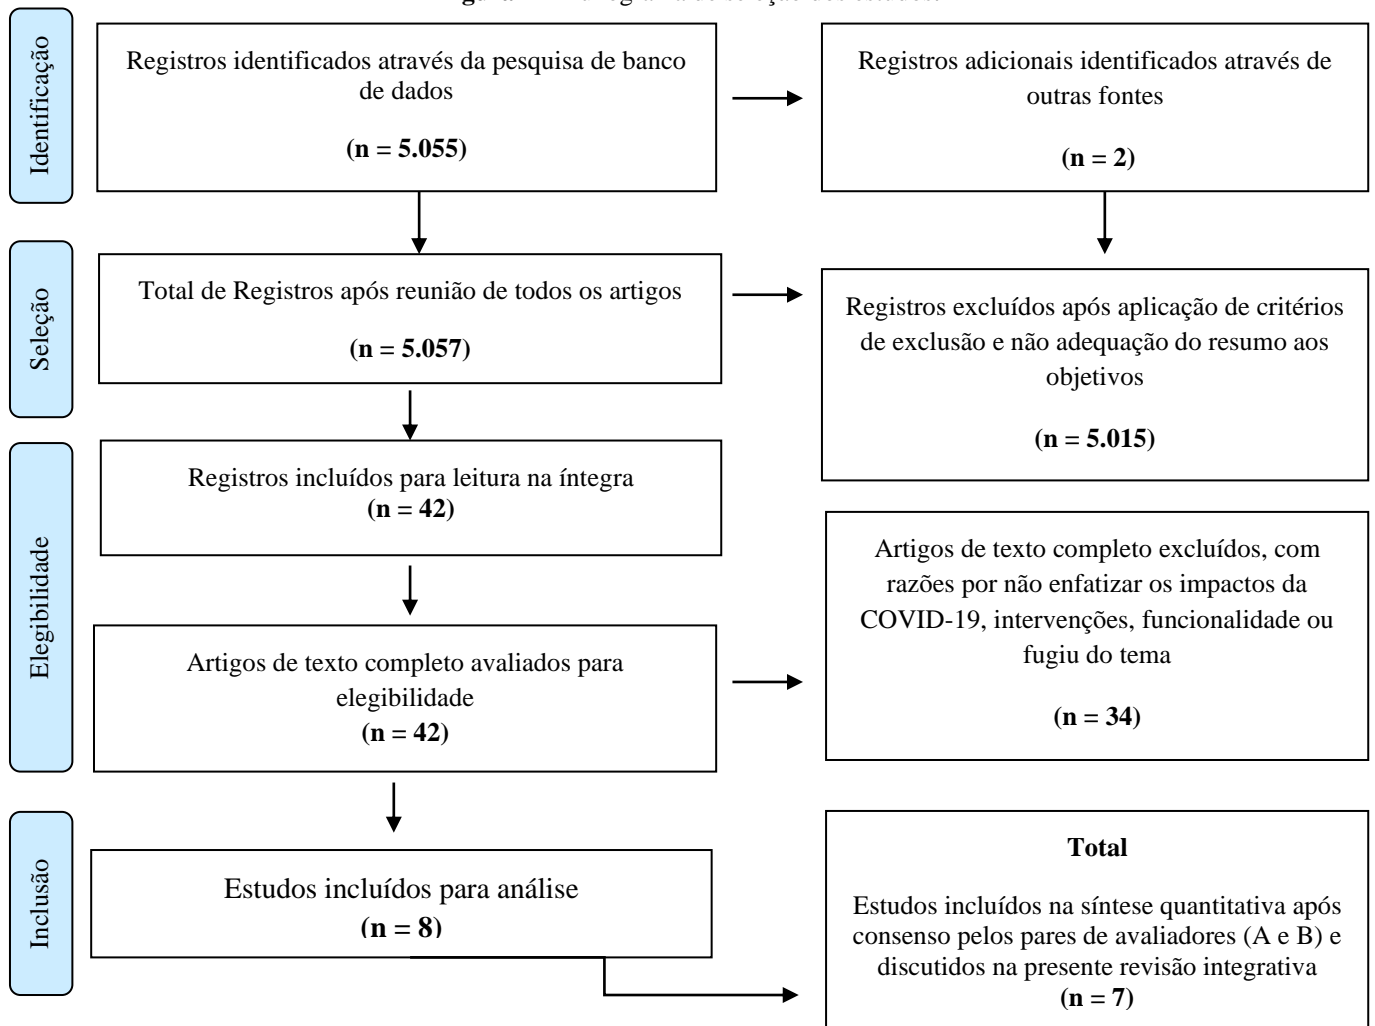 Identificação
Registros identificados através da pesquisa de banco
de dados
(n = 5.055)
Registros adicionais identificados através de
outras fontes
(n = 2)
Seleção
Total de Registros após reunião de todos os artigos
(n = 5.057)
Registros excluídos após aplicação de critérios
de exclusão e não adequação do resumo aos
objetivos
(n = 5.015)
Elegibilidade
Registros incluídos para leitura na íntegra
(n = 42)
Artigos de texto completo avaliados para
elegibilidade
(n = 42)
Artigos de texto completo excluídos, com
razões por não enfatizar os impactos da
COVID-19, intervenções, funcionalidade ou
fugiu do tema
(n = 34)
Inclusão
Estudos incluídos para análise
(n = 8)
Total
Estudos incluídos na síntese quantitativa após
consenso pelos pares de avaliadores (A e B) e
discutidos na presente revisão integrativa
(n = 7)